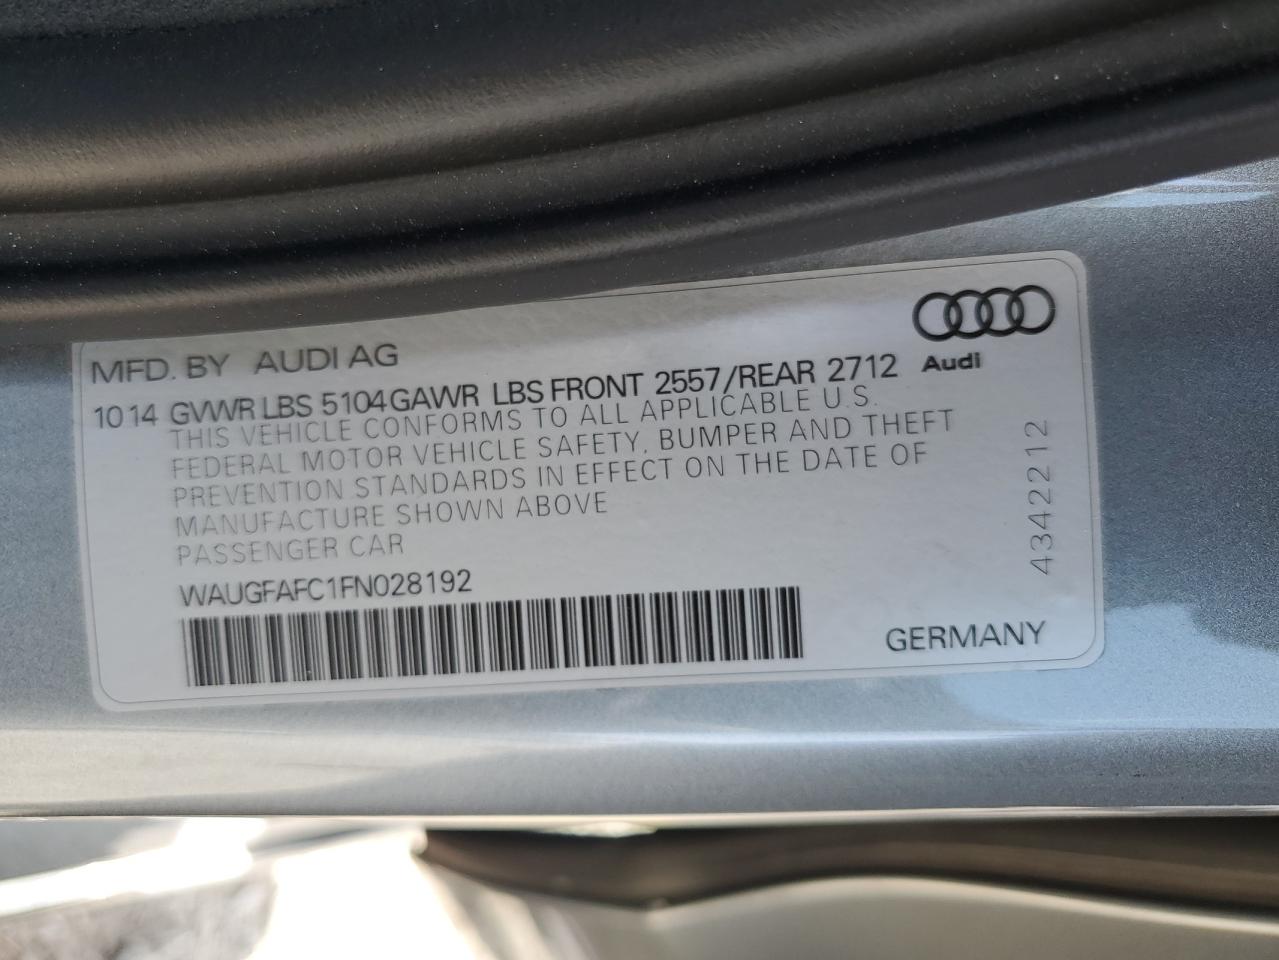 MFD. BY AUDI AG
Audi
1014 GVWR LBS 5104 GAWR LBS FRONT 2557/REAR 2712
THIS VEHICLE CONFORMS TO ALL APPLICABLE U.S.
FEDERAL MOTOR VEHICLE SAFETY, BUMPER AND THEFT
PREVENTION STANDARDS IN EFFECT ON THE DATE OF
MANUFACTURE SHOWN ABOVE
PASSENGER CAR
WAUGFAFC1FN028192
GERMANY
4342212